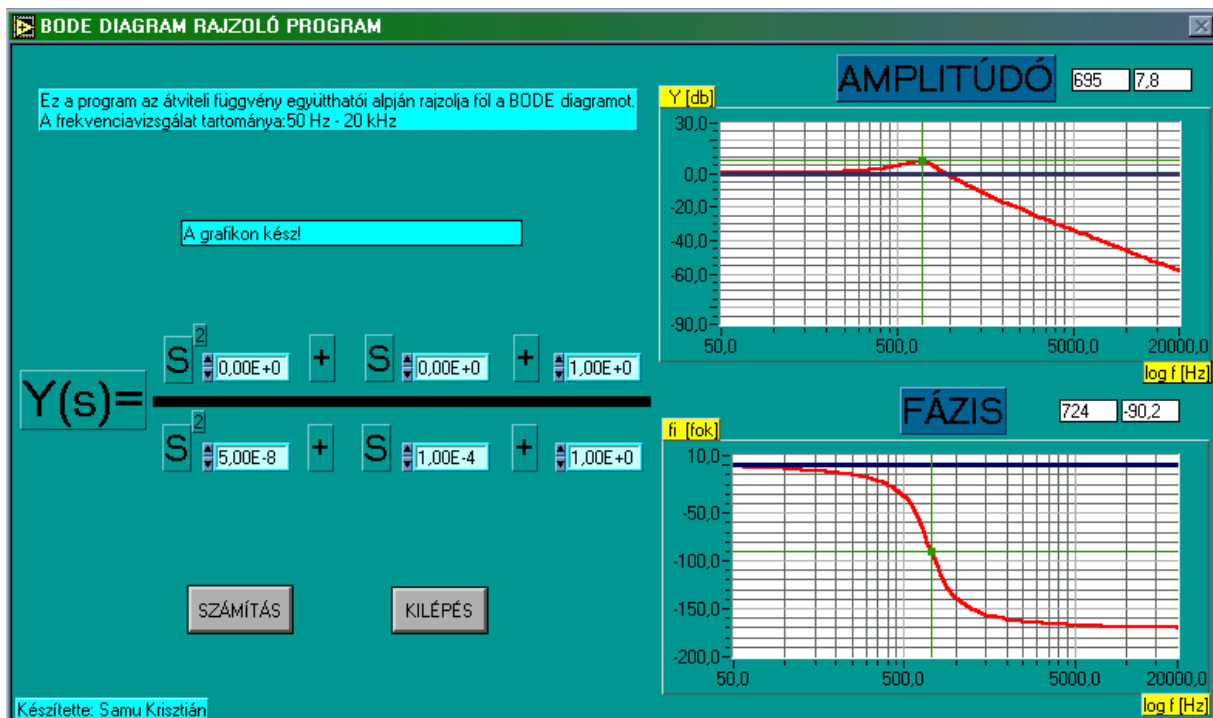 BODE DIAGRAM RAJZOLÓ PROGRAM
Ez a program az átviteli függvény együtthatói alpján rajzolja föl a BODE diagramot.
A frekvenciavizsgálat tartománya:50 Hz - 20 kHz
A grafikon kész!
Y(s)=
S 2 0,00E+0 + S 0,00E+0 + 1,00E+0
S 2 5,00E-8 + S 1,00E-4 + 1,00E+0
SZÁMÍTÁS
KILÉPÉS
Készítette: Samu Krisztián
AMPLITÚDÓ
695
7,8
Y [db]
30,0
0,0
-20,0
-40,0
-60,0
-90,0
50,0
500,0
5000,0
20000,0
log f [Hz]
FÁZIS
724
-90,2
fi [fok]
10,0
-50,0
-100,0
-150,0
-200,0
50,0
500,0
5000,0
20000,0
log f [Hz]